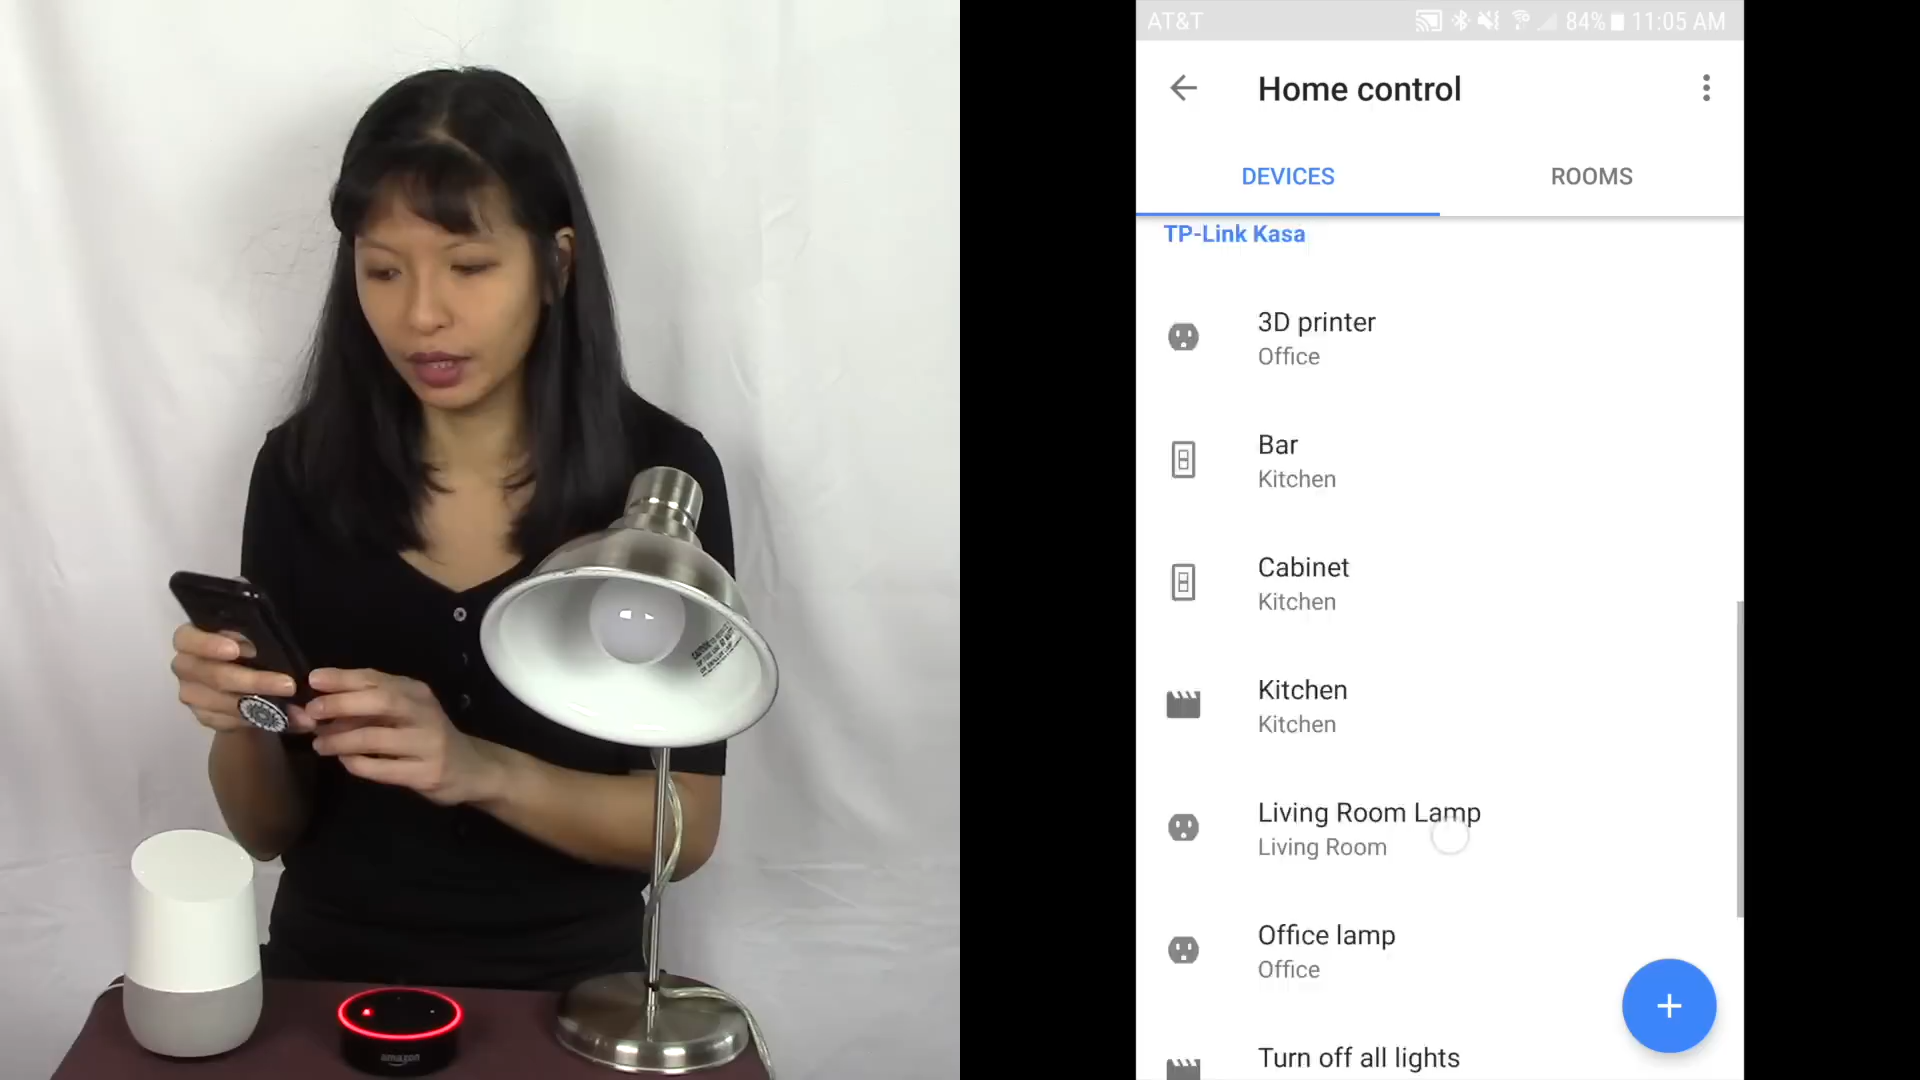 AT&T
84% 11:05 AM
Home control
DEVICES
ROOMS
TP-Link Kasa
3D printer
Office
Bar
Kitchen
Cabinet
Kitchen
Kitchen
Kitchen
Living Room Lamp
Living Room
Office lamp
Office
Turn off all lights
amazon